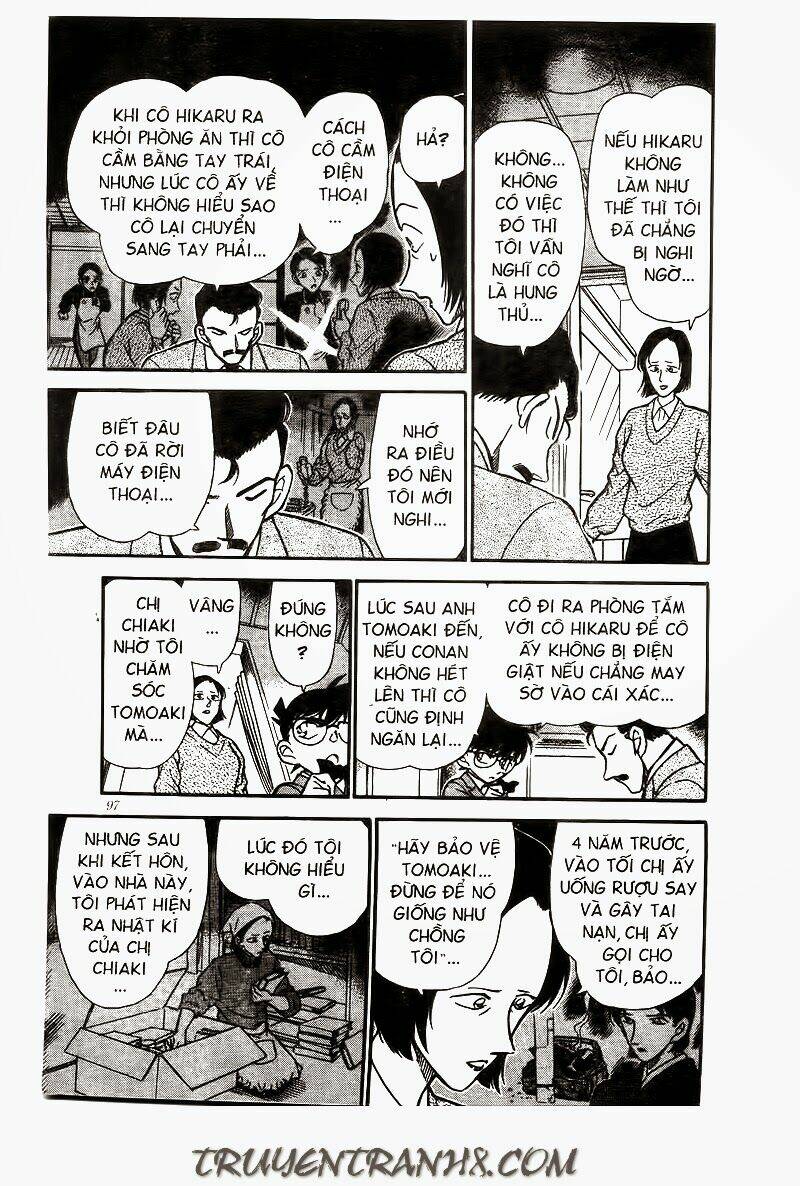 NẾU HIKARU
KHÔNG
LÀM NHƯ
THẾ THÌ TÔI
ĐÃ CHẲNG
BỊ NGHI
NGỜ...
KHÔNG...
KHÔNG
CÓ VIỆC
ĐÓ THÌ
TÔI VẪN
NGHĨ CÔ
LÀ HUNG
THỦ...
HẢ?
CÁCH
CÔ CẦM
ĐIỆN
THOẠI
...
KHI CÔ HIKARU RA
KHỎI PHÒNG ĂN THÌ CÔ
CẦM BẰNG TAY TRÁI,
NHƯNG LÚC CÔ ẤY VỀ
THÌ KHÔNG HIỂU SAO
CÔ LẠI CHUYỂN
SANG TAY PHẢI...
NHỚ
RA ĐIỀU
ĐÓ NÊN
TÔI MỚI
NGHI...
BIẾT ĐÂU
CÔ ĐÃ RỜI
MÁY ĐIỆN
THOẠI...
CÔ ĐI RA PHÒNG TẮM
VỚI CÔ HIKARU ĐỂ CÔ
ẤY KHÔNG BỊ ĐIỆN
GIẬT NẾU CHẲNG MAY
SỜ VÀO CÁI XÁC...
LÚC SAU ANH
TOMOAKI ĐẾN,
NẾU CONAN
KHÔNG HÉT
LÊN THÌ CÔ
CŨNG ĐỊNH
NGĂN LẠI...
ĐÚNG
KHÔNG
?
VÂNG
...
CHỊ
CHIAKI
NHỜ TÔI
CHĂM
SÓC
TOMOAKI
MÀ...
97
4 NĂM TRƯỚC,
VÀO TỐI CHỊ ẤY
UỐNG RƯỢU SAY
VÀ GÂY TAI
NẠN, CHỊ ẤY
GỌI CHO
TÔI, BẢO...
"HÃY BẢO VỆ
TOMOAKI...
ĐỪNG ĐỂ NÓ
GIỐNG NHƯ
CHỒNG
TÔI"...
LÚC ĐÓ TÔI
KHÔNG HIỂU
GÌ...
NHƯNG SAU
KHI KẾT HÔN,
VÀO NHÀ NÀY,
TÔI PHÁT HIỆN
RA NHẬT KÍ
CỦA CHỊ
CHIAKI
...
TRUYENTRANH8.COM